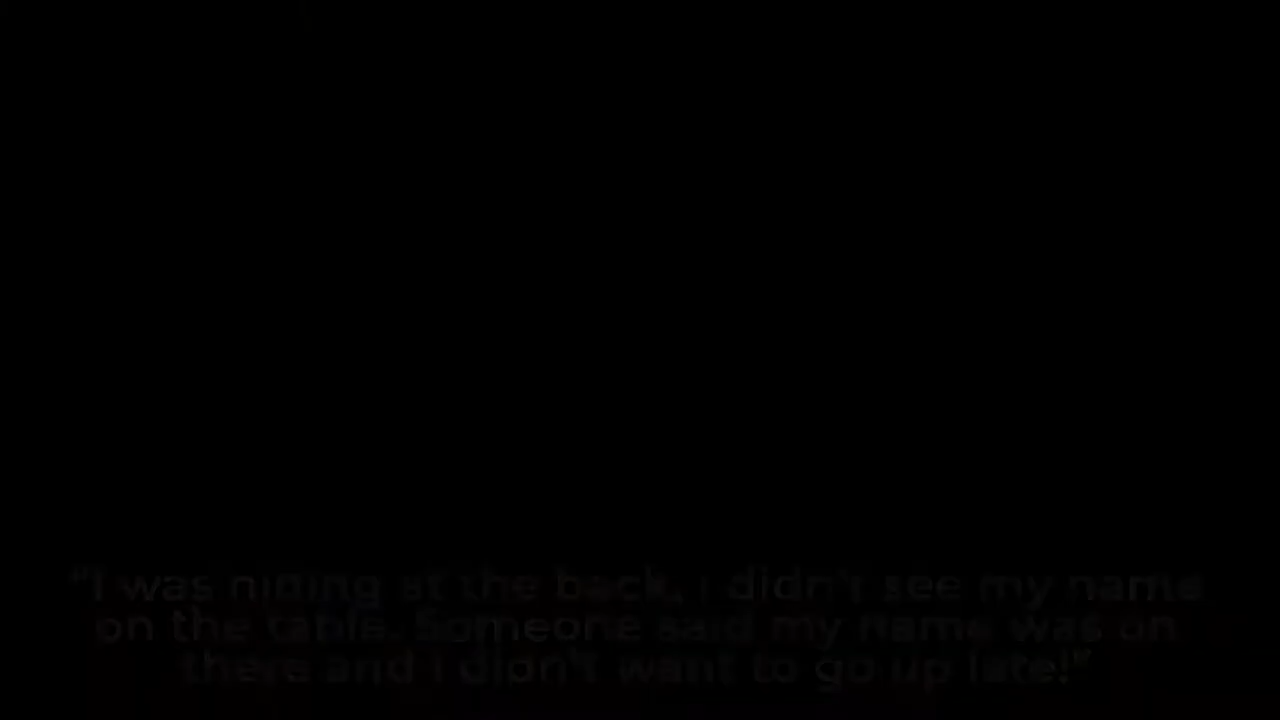 "I was hiding at the back, I didn't see my name
on the table. Someone said my name was on
there and I didn't want to go up late!"